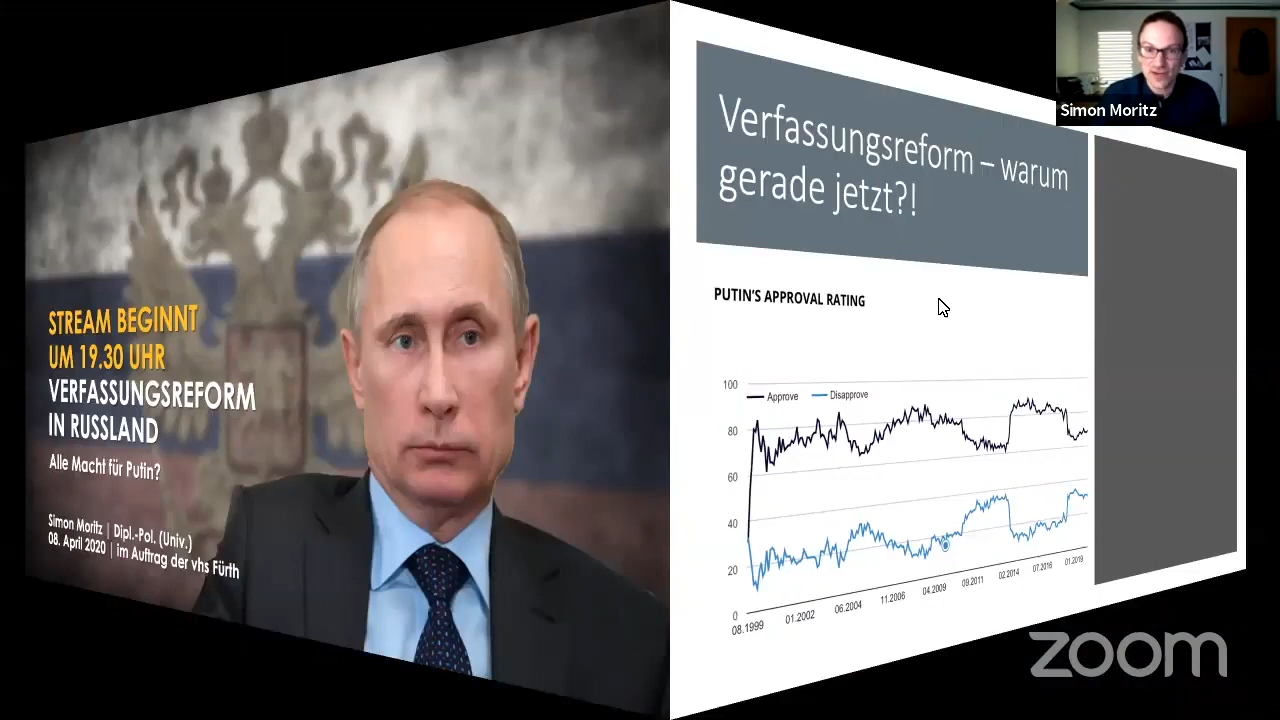 STREAM BEGINNT
UM 19.30 UHR
VERFASSUNGSREFORM
IN RUSSLAND
Alle Macht für Putin?
Simon Moritz | Dipl.-Pol. (Univ.)
08. April 2020 | im Auftrag der vhs Fürth
Verfassungsreform – warum
gerade jetzt?!
PUTIN'S APPROVAL RATING
100
Approve
Disapprove
80
60
40
20
0
08.1999
01.2002
06.2004
11.2006
04.2009
09.2011
02.2014
07.2016
01.2019
Simon Moritz
zoom